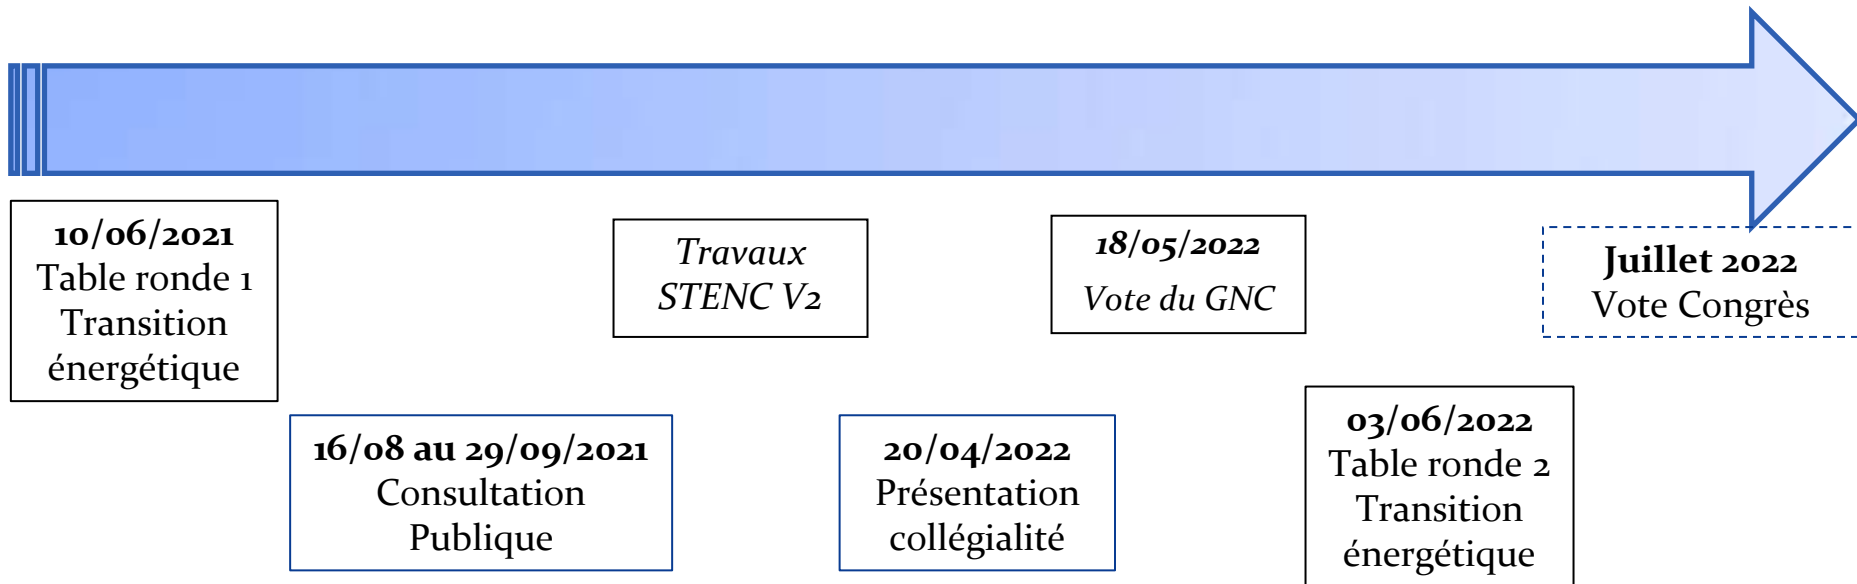 10/06/2021
Table ronde 1
Transition
énergétique
16/08 au 29/09/2021
Consultation
Publique
Travaux
STENC V2
20/04/2022
Présentation
collégialité
18/05/2022
Vote du GNC
03/06/2022
Table ronde 2
Transition
énergétique
Juillet 2022
Vote Congrès